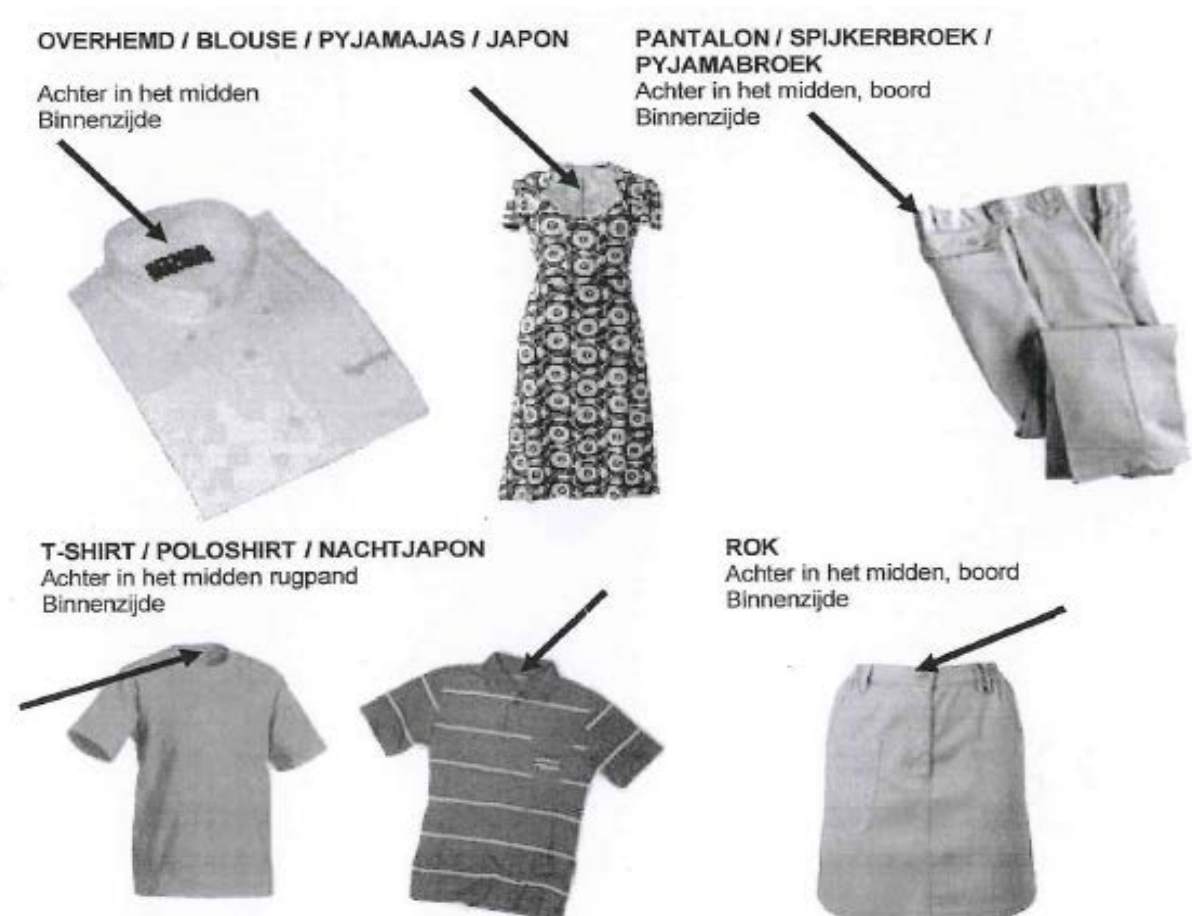 OVERHEMD / BLOUSE / PYJAMAJAS / JAPON
Achter in het midden
Binnenzijde
PANTALON / SPIJKERBROEK /
PYJAMABROEK
Achter in het midden, boord
Binnenzijde
T-SHIRT / POLOSHIRT / NACHTJAPON
Achter in het midden rugpand
Binnenzijde
ROK
Achter in het midden, boord
Binnenzijde